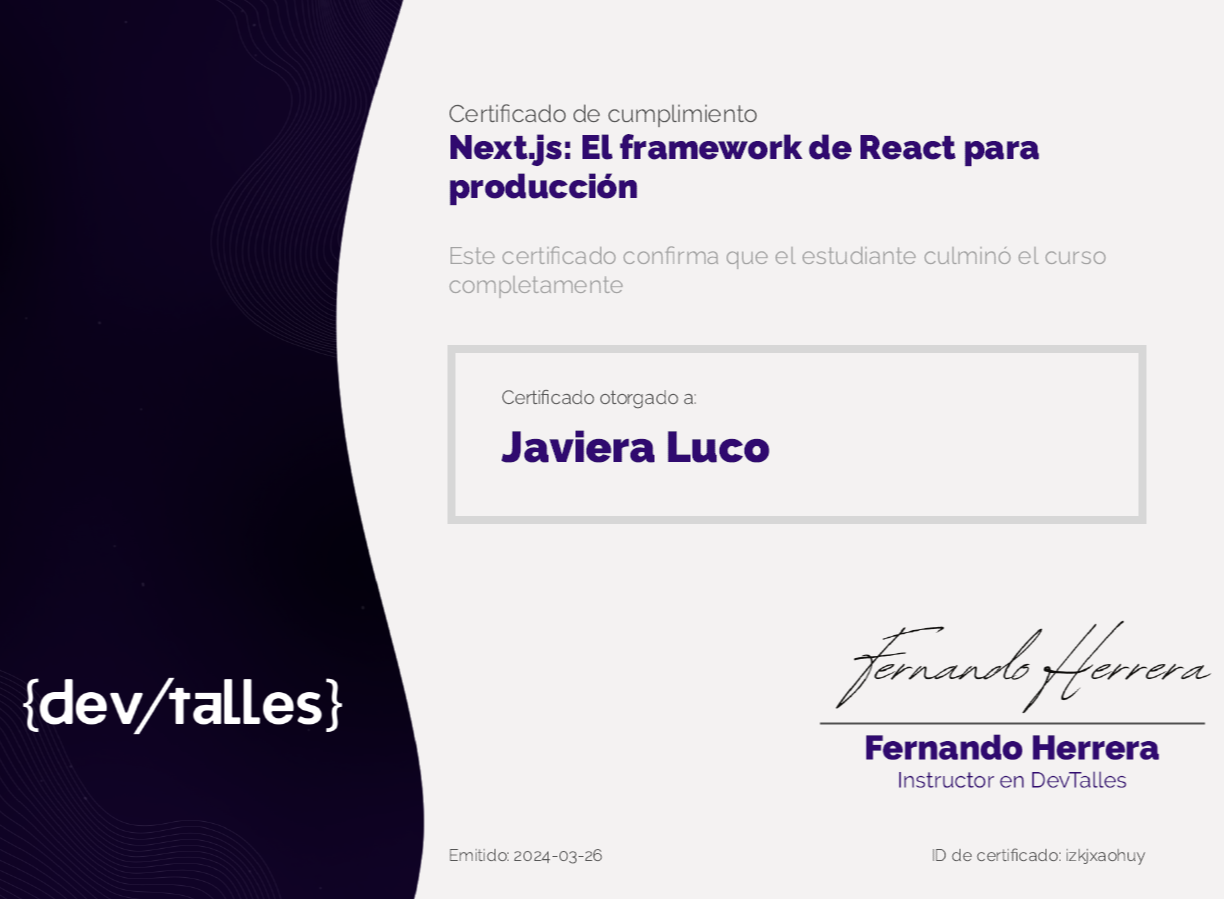 Certificado de cumplimiento
Next.js: El framework de React para
producción
Este certificado confirma que el estudiante culminó el curso
completamente
Certificado otorgado a:
Javiera Luco
{dev/talles}
Fernando Herrera
Fernando Herrera
Instructor en DevTalles
Emitido: 2024-03-26
ID de certificado: izkjxaohuy